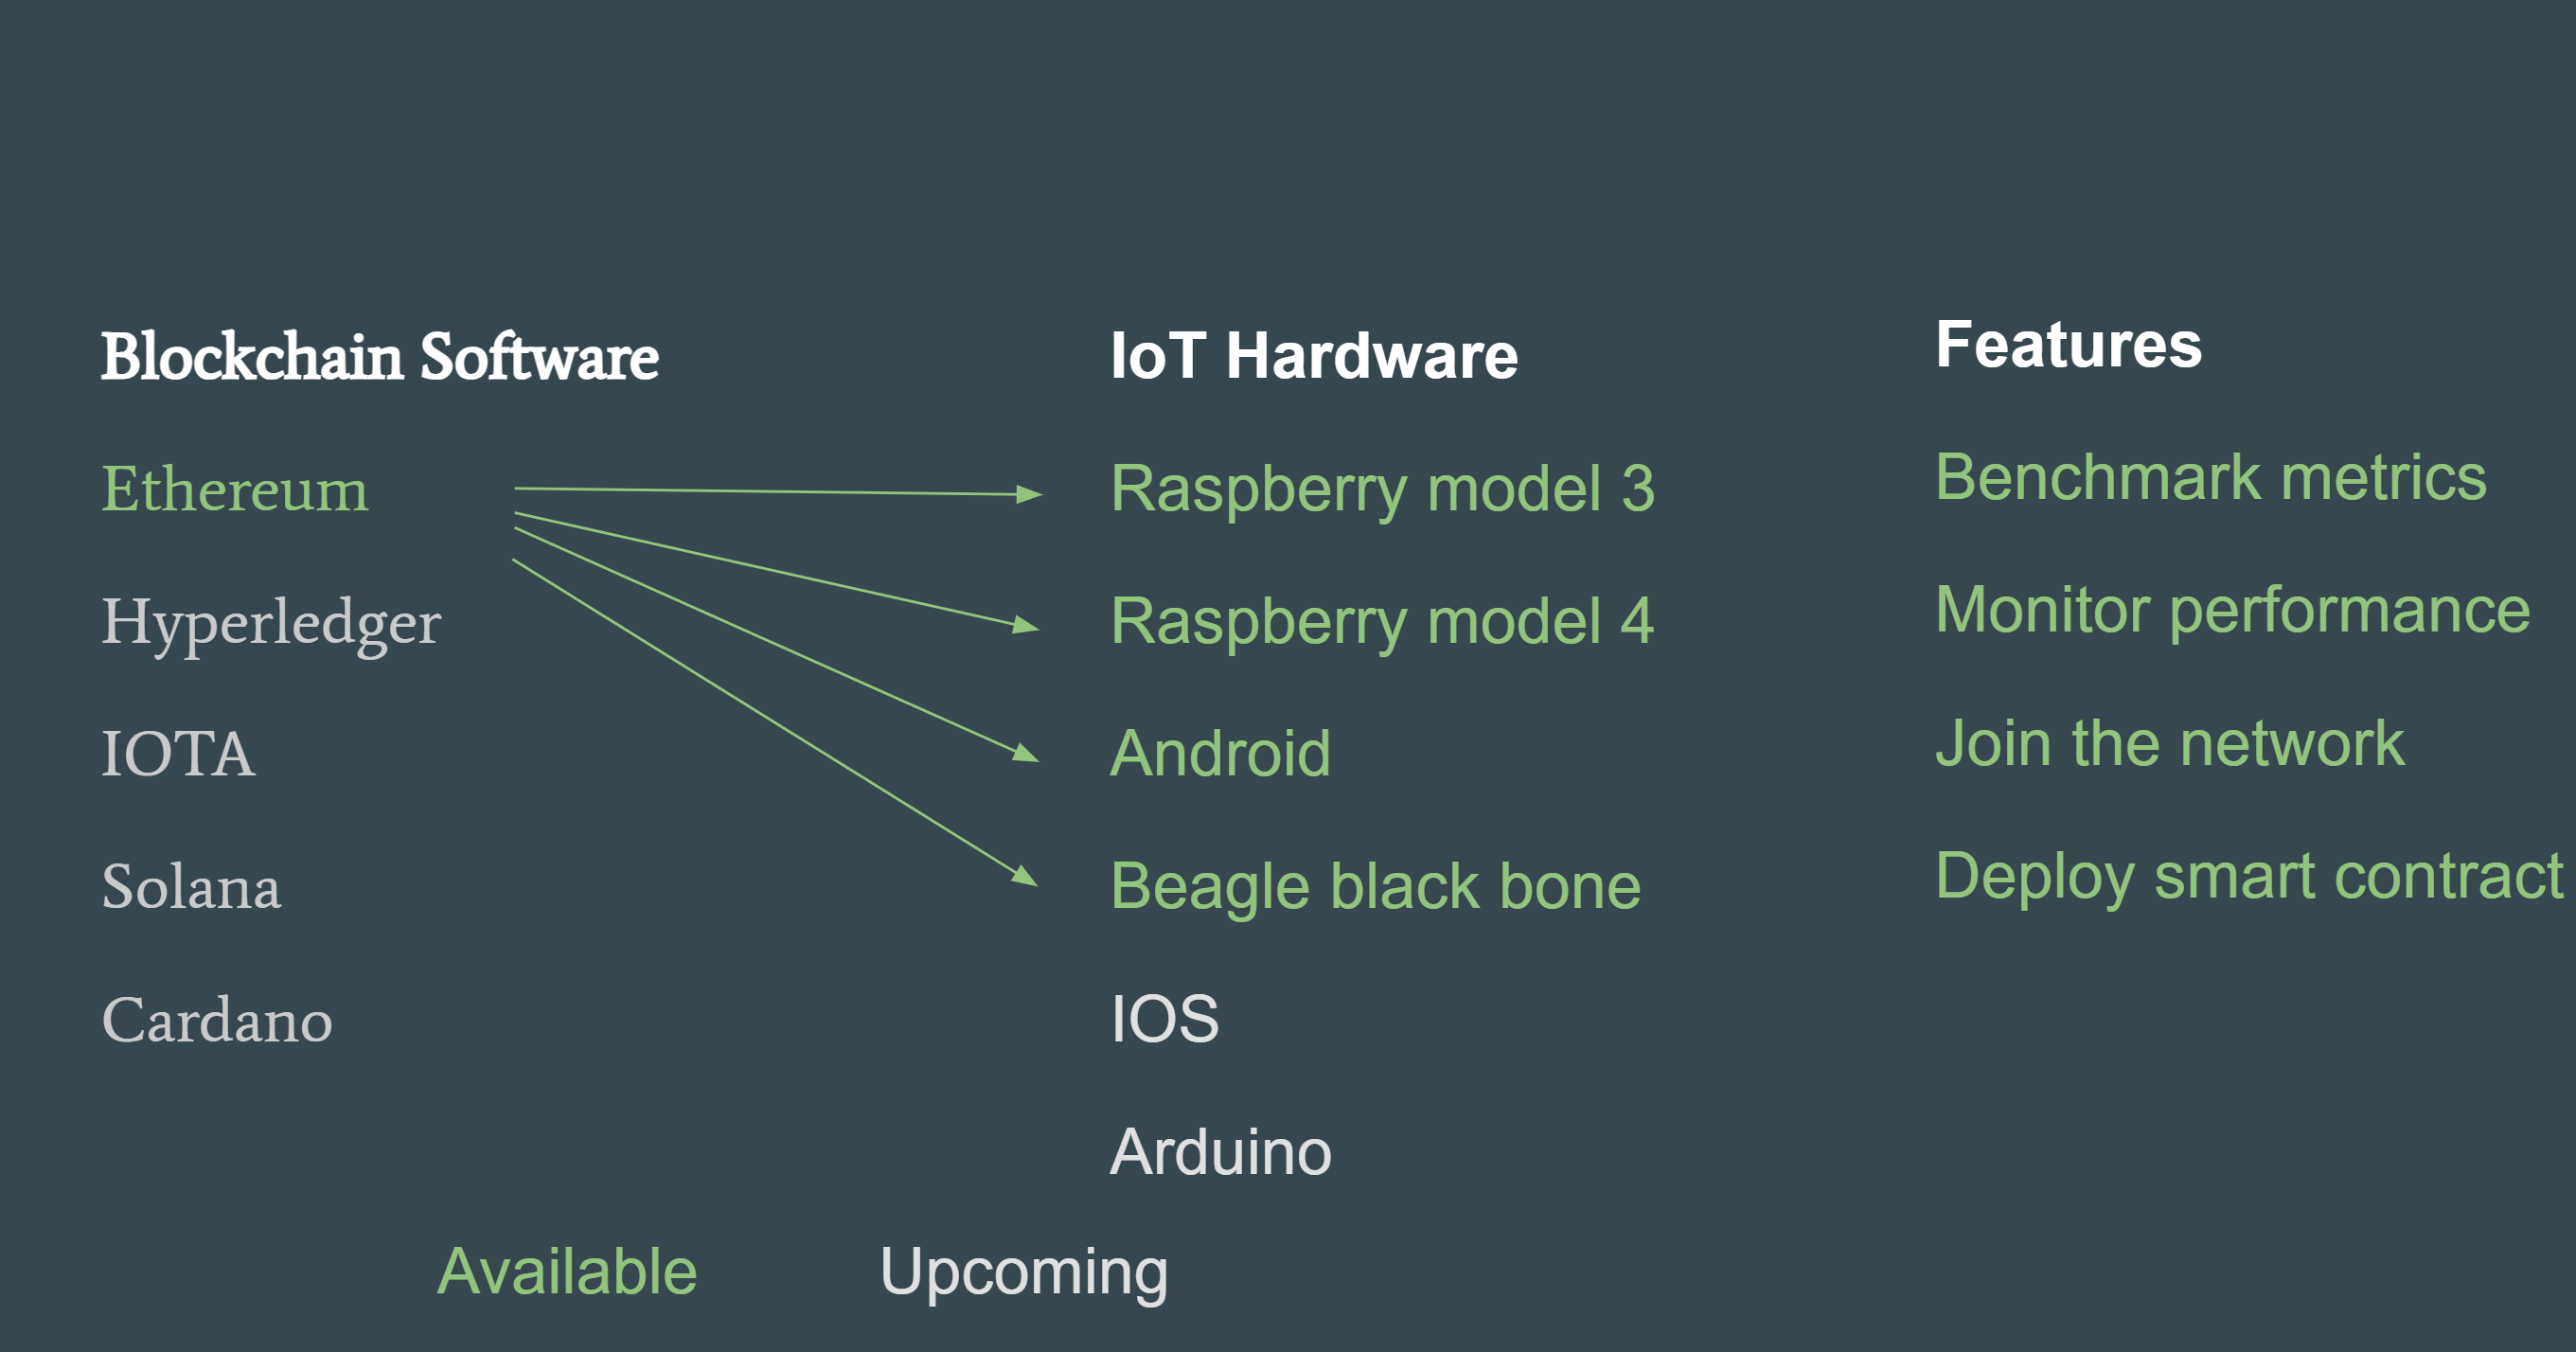 Blockchain Software
Ethereum
Hyperledger
IOTA
Solana
Cardano
IoT Hardware
Raspberry model 3
Raspberry model 4
Android
Beagle black bone
IOS
Arduino
Features
Benchmark metrics
Monitor performance
Join the network
Deploy smart contract
Available
Upcoming